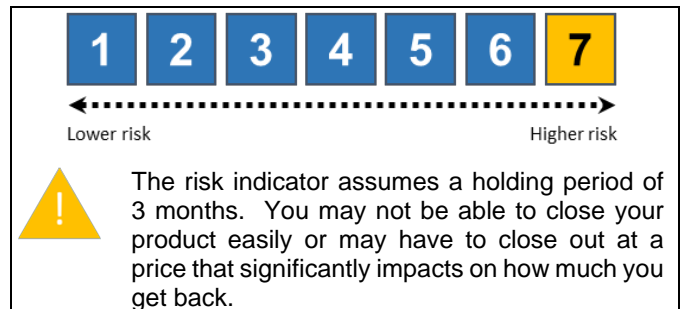 1 2 3 4 5 6 7
Lower risk Higher risk
!
The risk indicator assumes a holding period of
3 months. You may not be able to close your
product easily or may have to close out at a
price that significantly impacts on how much you
get back.